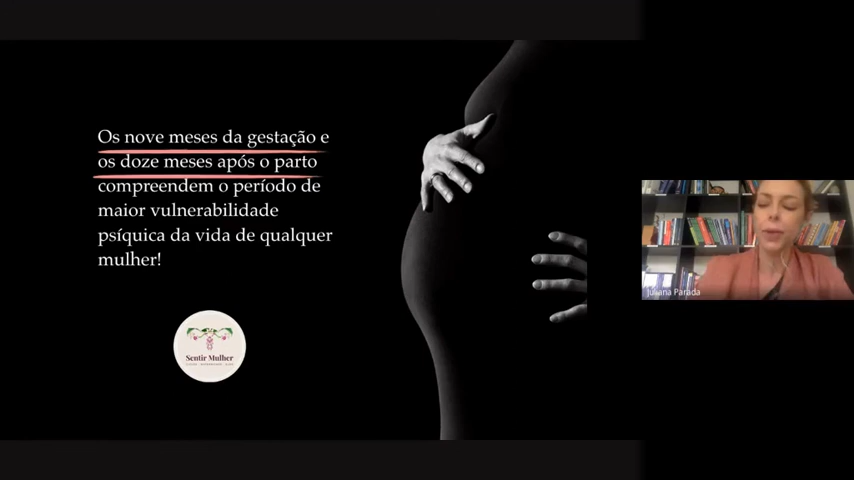 Os nove meses da gestação e
os doze meses após o parto
compreendem o período de
maior vulnerabilidade
psíquica da vida de qualquer
mulher!
Sentir Mulher
Juliana Parada